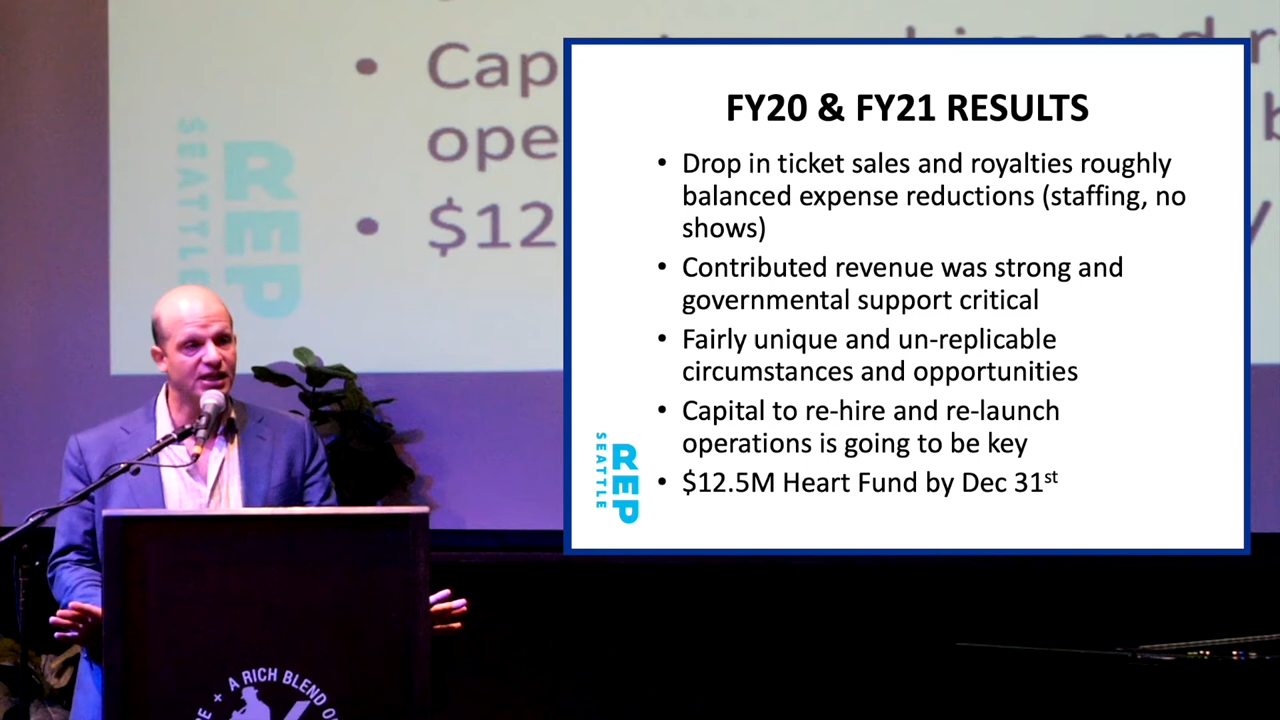 Cap
ope
$12
SEATTLE
REP
FY20 & FY21 RESULTS
• Drop in ticket sales and royalties roughly
balanced expense reductions (staffing, no
shows)
• Contributed revenue was strong and
governmental support critical
• Fairly unique and un-replicable
circumstances and opportunities
• Capital to re-hire and re-launch
operations is going to be key
• $12.5M Heart Fund by Dec 31st
SEATTLE
REP
+ A RICH BLEND